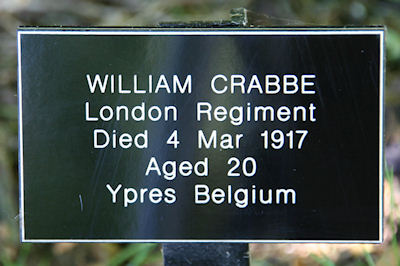 WILLIAM CRABBE
London Regiment
Died 4 Mar 1917
Aged 20
Ypres Belgium